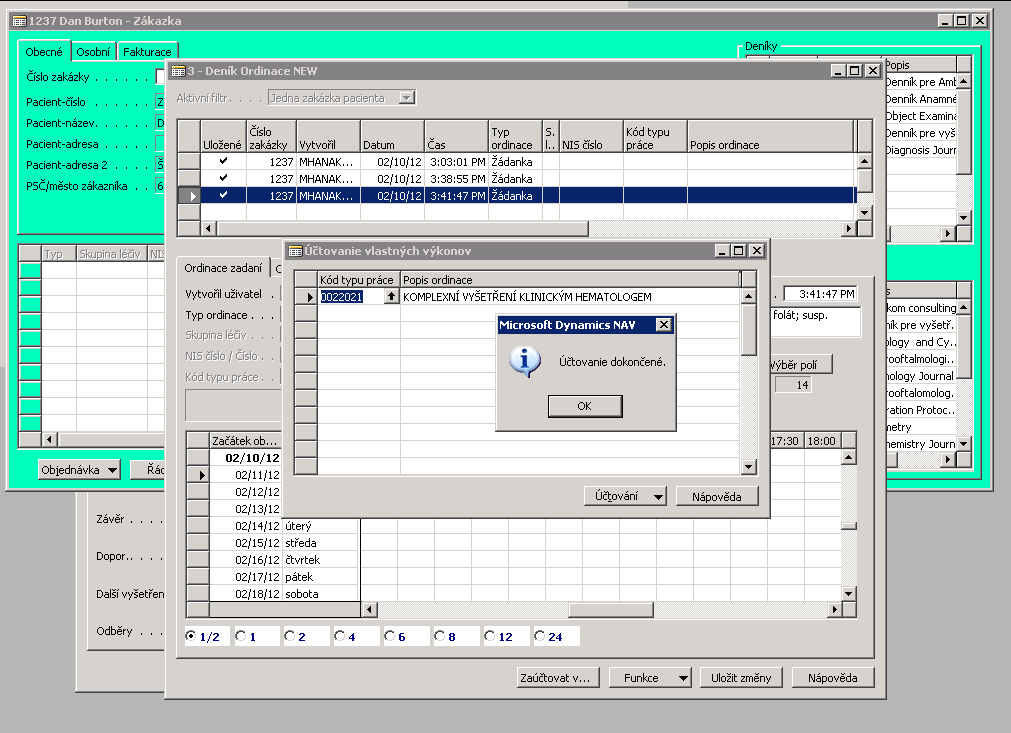 1237 Dan Burton - Zákazka
Obecné Osobní Fakturace
Číslo zakázky . . . . . .
Pacient-číslo . . . . . .
Pacient-název. . . . . .
Pacient-adresa . . . . .
Pacient-adresa 2 . . .
PSČ/město zákazníka . .
Typ Skupina léčiv NIS
Objednávka
Deníky
Popis
Denník pre Amb
Denník Anamné
Object Examina
Denník pre vyš
Diagnosis Journ
kom consulting
ník pre vyšetř.
ology and Cy..
rooftalmologi..
nology Journal
rooftalomolog.
ration Protoc..
metry
hemistry Journ
Závěr . . . .
Dopor.. . . .
Další vyšetřen
Odběry . . .
3 - Deník Ordinace NEW
Aktivní filtr. . . . . Jedna zakázka pacienta
Uložené Číslo zakázky Vytvořil Datum Čas Typ ordinace S. l.. NIS číslo Kód typu práce Popis ordinace
1237 MHANAK... 02/10/12 3:03:01 PM Žádanka
1237 MHANAK... 02/10/12 3:38:55 PM Žádanka
1237 MHANAK... 02/10/12 3:41:47 PM Žádanka
Ordinace zadaní
Vytvořil uživatel .
Typ ordinace . . .
Skupina léčiv . . .
NIS číslo / Číslo . .
Kód typu práce . .
3:41:47 PM
folát; susp.
Výběr polí
14
Začátek ob... 17:30 18:00
02/10/12
02/11/12
02/12/12
02/13/12
02/14/12 úterý
02/15/12 středa
02/16/12 čtvrtek
02/17/12 pátek
02/18/12 sobota
1/2 1 2 4 6 8 12 24
Zaúčtovat v... Funkce Uložit změny Nápověda
Účtovanie vlastných výkonov
Kód typu práce Popis ordinace
0022021 KOMPLEXNÍ VYŠETŘENÍ KLINICKÝM HEMATOLOGEM
Účtování Nápověda
Microsoft Dynamics NAV
Účtovanie dokončené.
OK